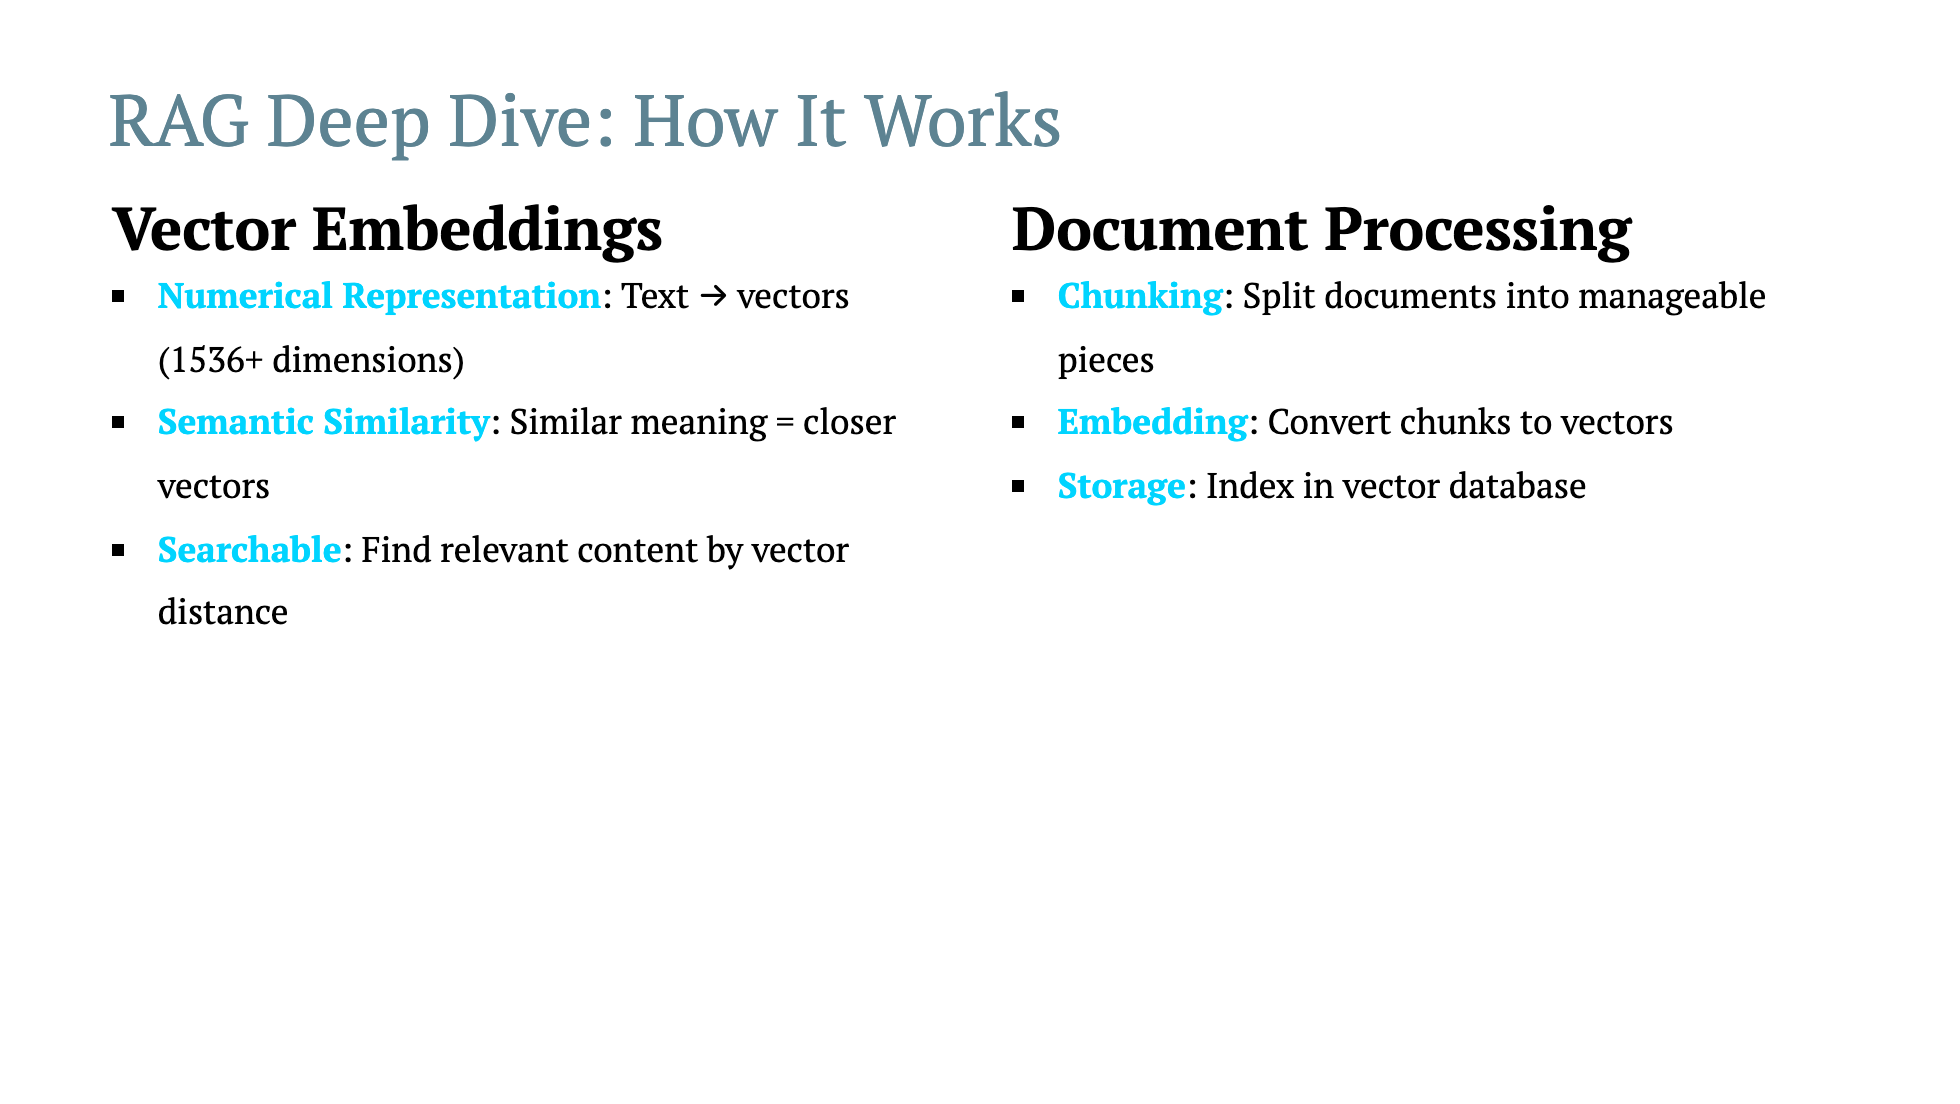 RAG Deep Dive: How It Works
Vector Embeddings
▪ Numerical Representation: Text → vectors
(1536+ dimensions)
▪ Semantic Similarity: Similar meaning = closer
vectors
▪ Searchable: Find relevant content by vector
distance
Document Processing
▪ Chunking: Split documents into manageable
pieces
▪ Embedding: Convert chunks to vectors
▪ Storage: Index in vector database